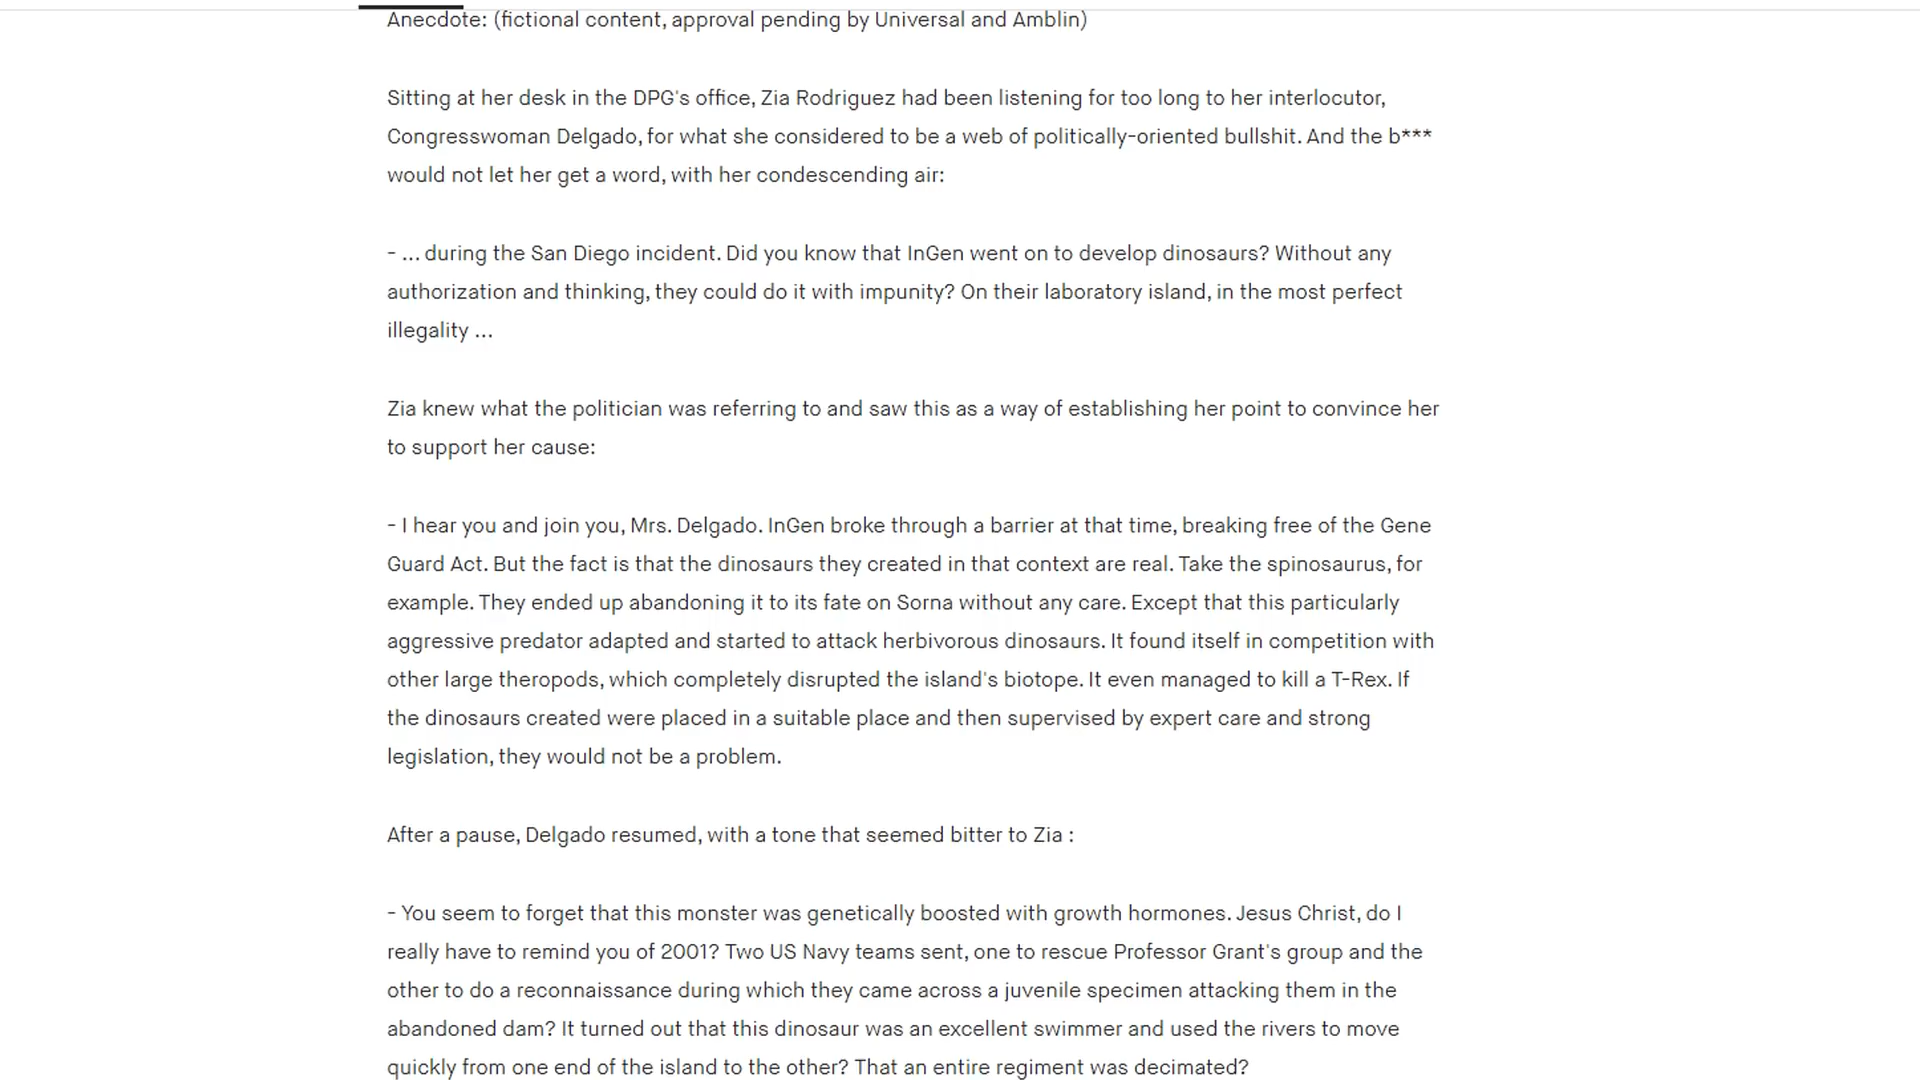 Anecdote: (fictional content, approval pending by Universal and Amblin)
Sitting at her desk in the DPG's office, Zia Rodriguez had been listening for too long to her interlocutor,
Congresswoman Delgado, for what she considered to be a web of politically-oriented bullshit. And the b***
would not let her get a word, with her condescending air:
- ... during the San Diego incident. Did you know that InGen went on to develop dinosaurs? Without any
authorization and thinking, they could do it with impunity? On their laboratory island, in the most perfect
illegality ...
Zia knew what the politician was referring to and saw this as a way of establishing her point to convince her
to support her cause:
- I hear you and join you, Mrs. Delgado. InGen broke through a barrier at that time, breaking free of the Gene
Guard Act. But the fact is that the dinosaurs they created in that context are real. Take the spinosaurus, for
example. They ended up abandoning it to its fate on Sorna without any care. Except that this particularly
aggressive predator adapted and started to attack herbivorous dinosaurs. It found itself in competition with
other large theropods, which completely disrupted the island's biotope. It even managed to kill a T-Rex. If
the dinosaurs created were placed in a suitable place and then supervised by expert care and strong
legislation, they would not be a problem.
After a pause, Delgado resumed, with a tone that seemed bitter to Zia :
- You seem to forget that this monster was genetically boosted with growth hormones. Jesus Christ, do I
really have to remind you of 2001? Two US Navy teams sent, one to rescue Professor Grant's group and the
other to do a reconnaissance during which they came across a juvenile specimen attacking them in the
abandoned dam? It turned out that this dinosaur was an excellent swimmer and used the rivers to move
quickly from one end of the island to the other? That an entire regiment was decimated?